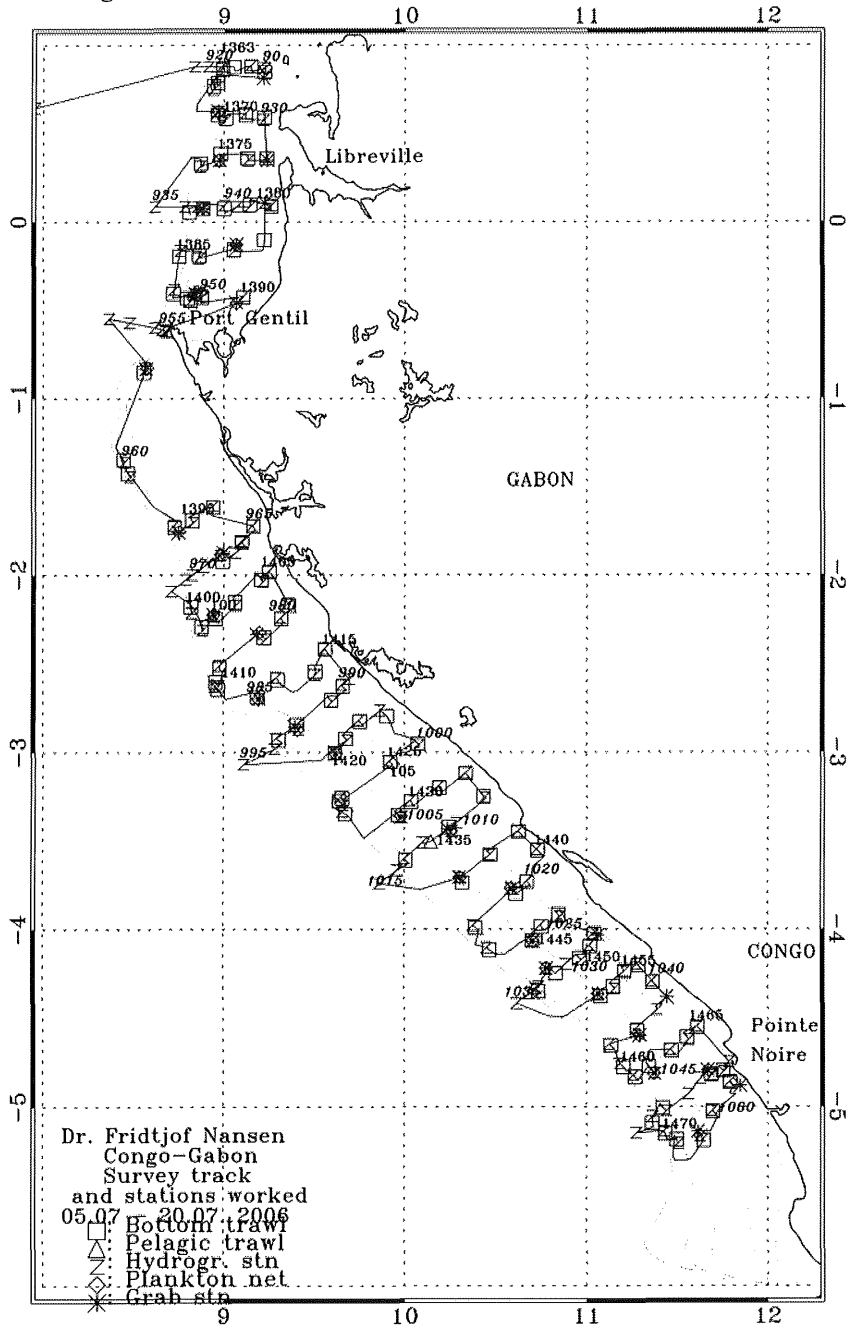 9 10 11 12
1363
920
900
1370 930
1375
Libreville
935 940 1380
0 0
1385
950 1390
955 Port Gentil
-1 -1
960
GABON
1395 965
970 1405
-2 -2
1400 100 980
1415
1410
985 990
1000
995 1420 1425
-3 -3
105
1430
1005 1010
1435 1440
1015 1020
1025
-4 -4
1445 CONGO
1450 1455
1030 1040
1035
1465
Pointe
Noire
1460 1045
-5 -5
1060
1470
Dr. Fridtjof Nansen
Congo-Gabon
Survey track
and stations worked
05.07 - 20.07.2006
: Bottom trawl
: Pelagic trawl
: Hydrogr. stn
: Plankton net
: Grab stn
9 10 11 12